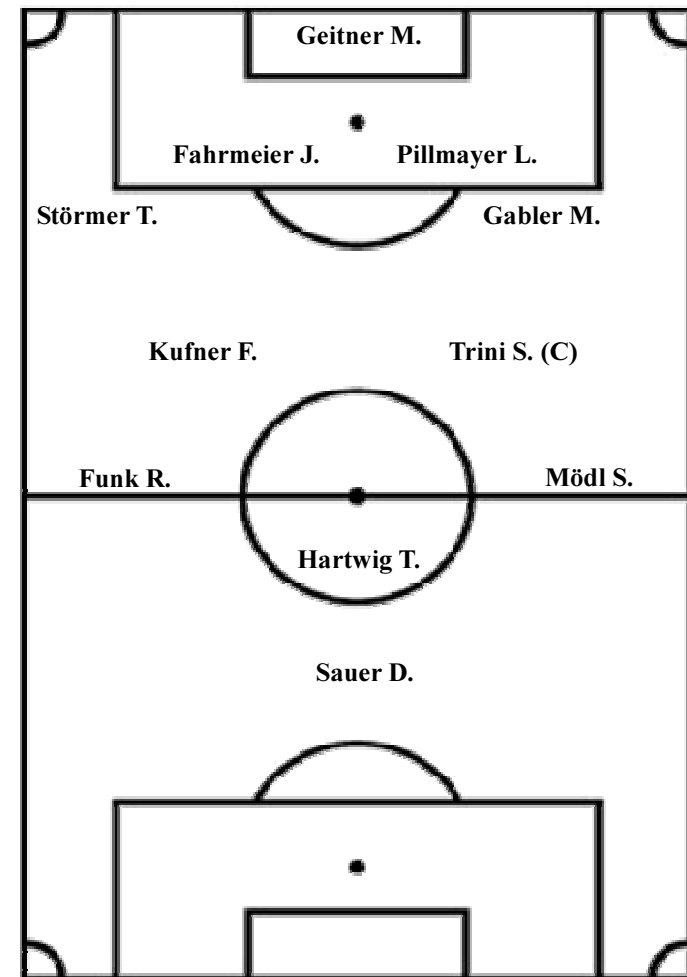 Geitner M.
Fahrmeier J. Pillmayer L.
Störmer T. Gabler M.
Kufner F. Trini S. (C)
Funk R. Mödl S.
Hartwig T.
Sauer D.